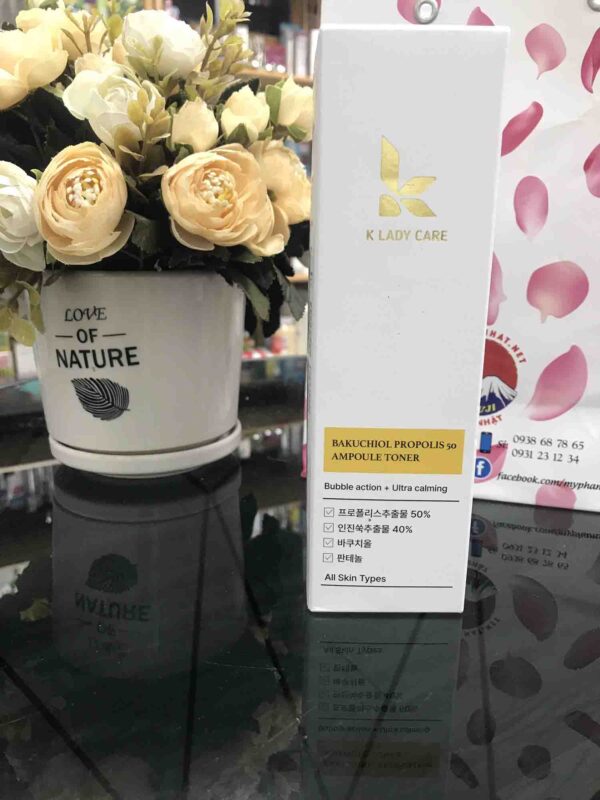 LOVE
OF
NATURE
K LADY CARE
BAKUCHIOL PROPOLIS 50
AMPOULE TONER
Bubble action + Ultra calming
프로폴리스추출물 50%
인진쑥추출물 40%
바쿠치올
판테놀
All Skin Types
0938 68 78 65
0931 23 12 34
facebook.com/myphan